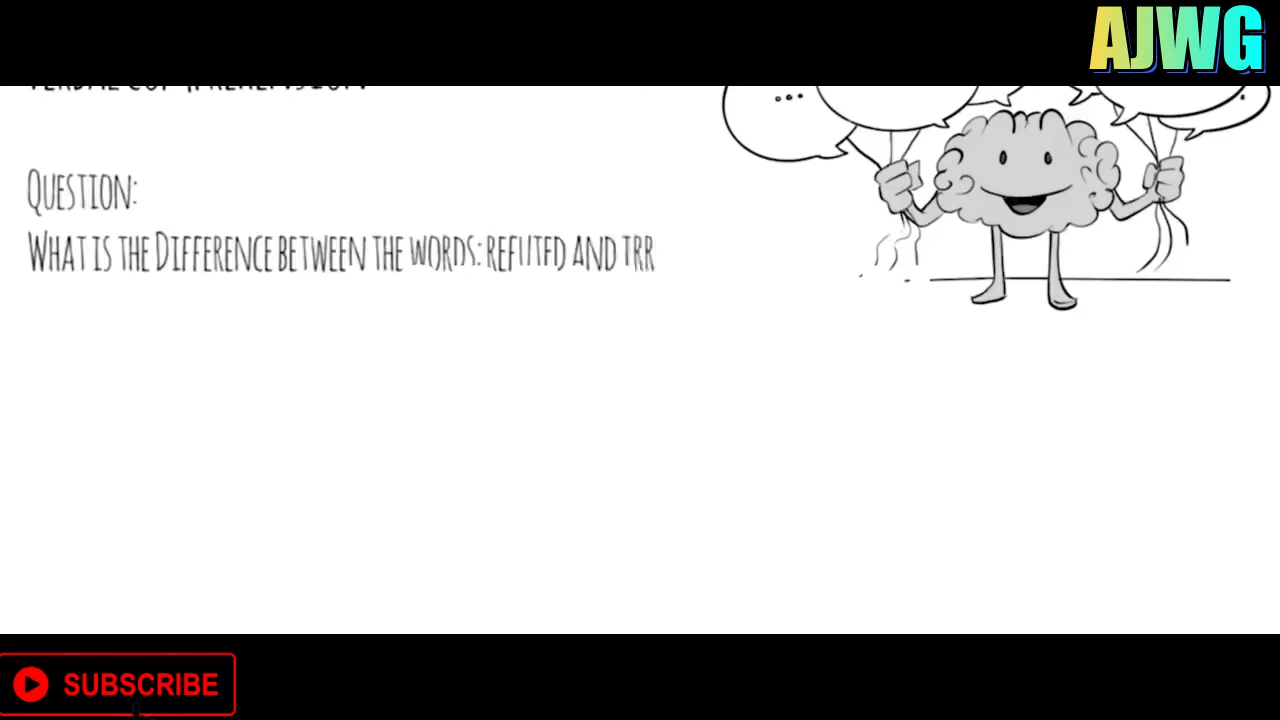 AJWG
QUESTION:
WHAT IS THE DIFFERENCE BETWEEN THE WORDS: REFUTED AND
SUBSCRIBE